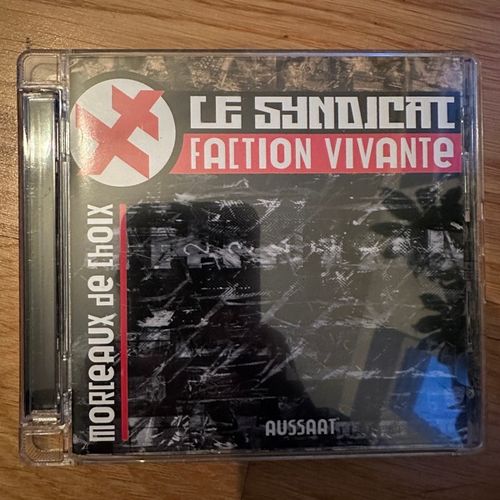 LE SYNDICAT
FACTION VIVANTE
MORCEAUX de CHOIX
AUSSAAT